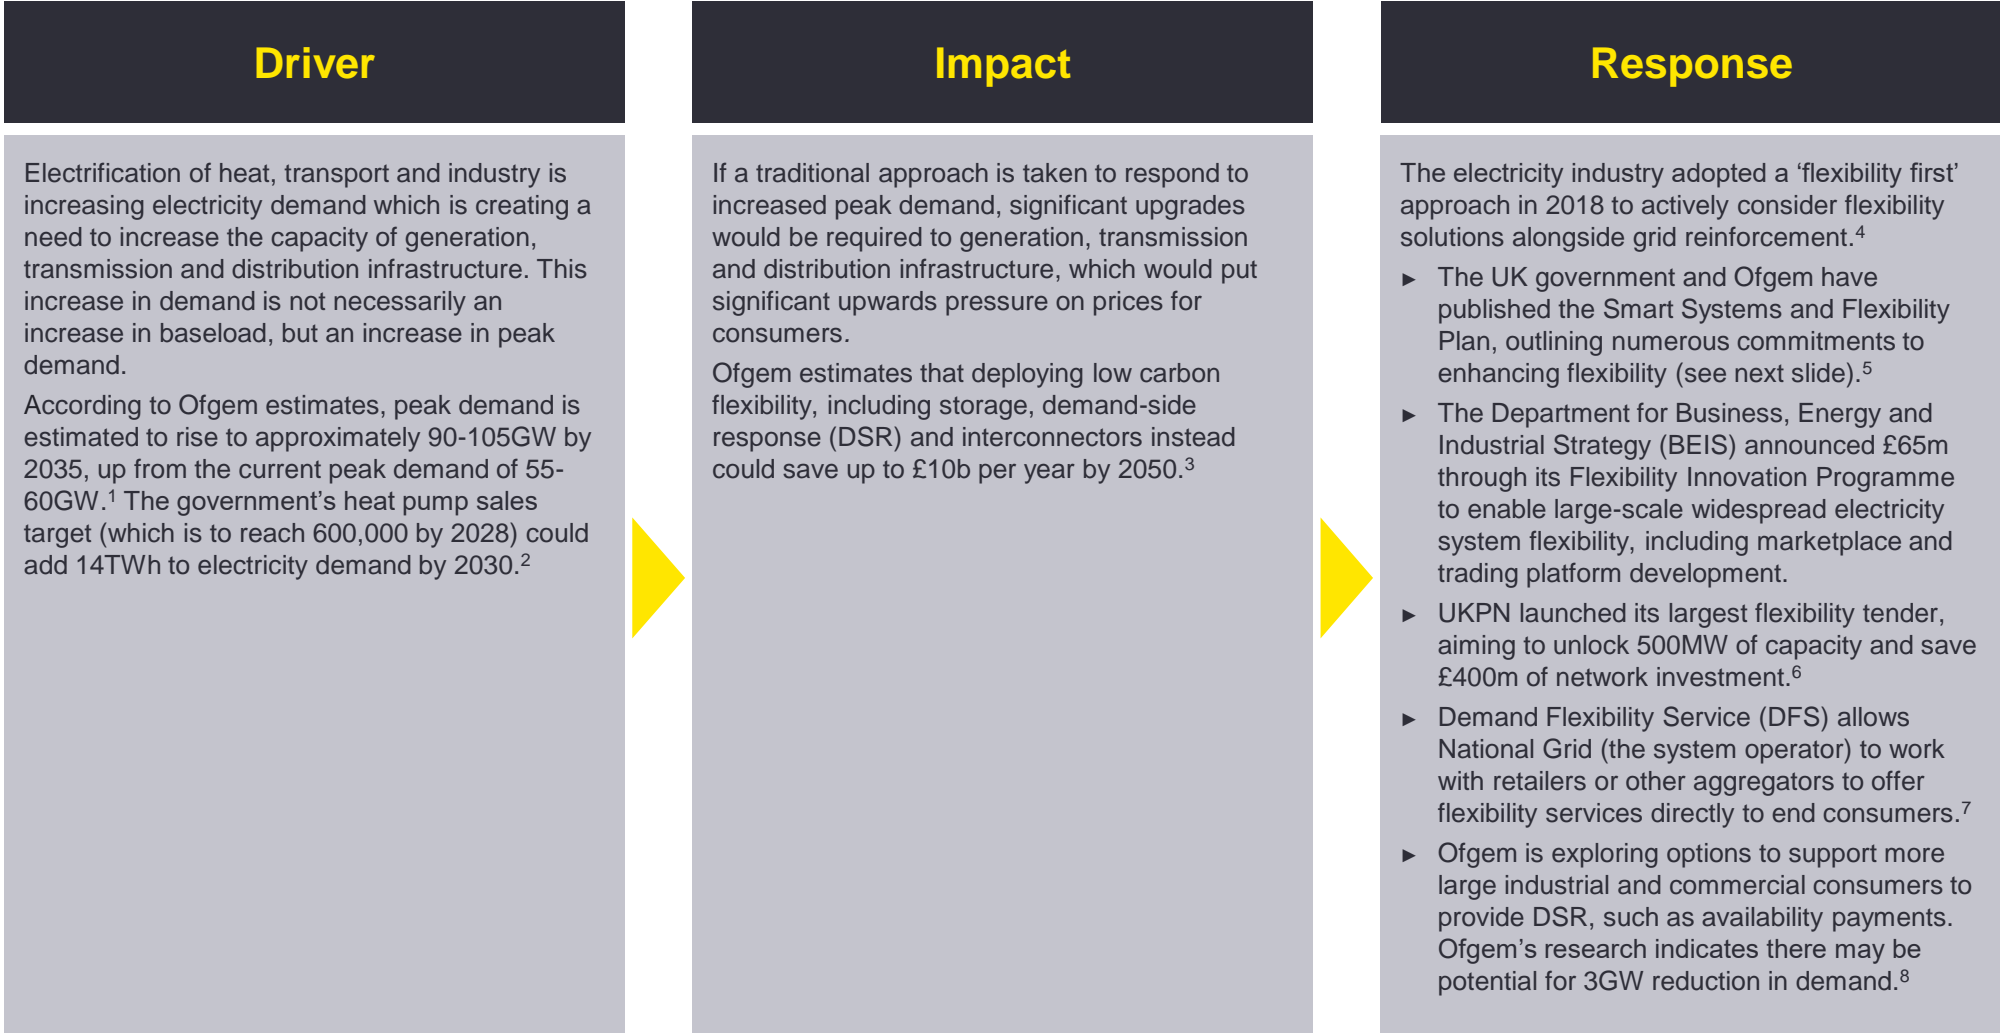 Driver
Electrification of heat, transport and industry is
increasing electricity demand which is creating a
need to increase the capacity of generation,
transmission and distribution infrastructure. This
increase in demand is not necessarily an
increase in baseload, but an increase in peak
demand.
According to Ofgem estimates, peak demand is
estimated to rise to approximately 90-105GW by
2035, up from the current peak demand of 55-
60GW.¹ The government’s heat pump sales
target (which is to reach 600,000 by 2028) could
add 14TWh to electricity demand by 2030.²
Impact
If a traditional approach is taken to respond to
increased peak demand, significant upgrades
would be required to generation, transmission
and distribution infrastructure, which would put
significant upwards pressure on prices for
consumers.
Ofgem estimates that deploying low carbon
flexibility, including storage, demand-side
response (DSR) and interconnectors instead
could save up to £10b per year by 2050.³
Response
The electricity industry adopted a ‘flexibility first’
approach in 2018 to actively consider flexibility
solutions alongside grid reinforcement.⁴
► The UK government and Ofgem have
published the Smart Systems and Flexibility
Plan, outlining numerous commitments to
enhancing flexibility (see next slide).⁵
► The Department for Business, Energy and
Industrial Strategy (BEIS) announced £65m
through its Flexibility Innovation Programme
to enable large-scale widespread electricity
system flexibility, including marketplace and
trading platform development.
► UKPN launched its largest flexibility tender,
aiming to unlock 500MW of capacity and save
£400m of network investment.⁶
► Demand Flexibility Service (DFS) allows
National Grid (the system operator) to work
with retailers or other aggregators to offer
flexibility services directly to end consumers.⁷
► Ofgem is exploring options to support more
large industrial and commercial consumers to
provide DSR, such as availability payments.
Ofgem’s research indicates there may be
potential for 3GW reduction in demand.⁸